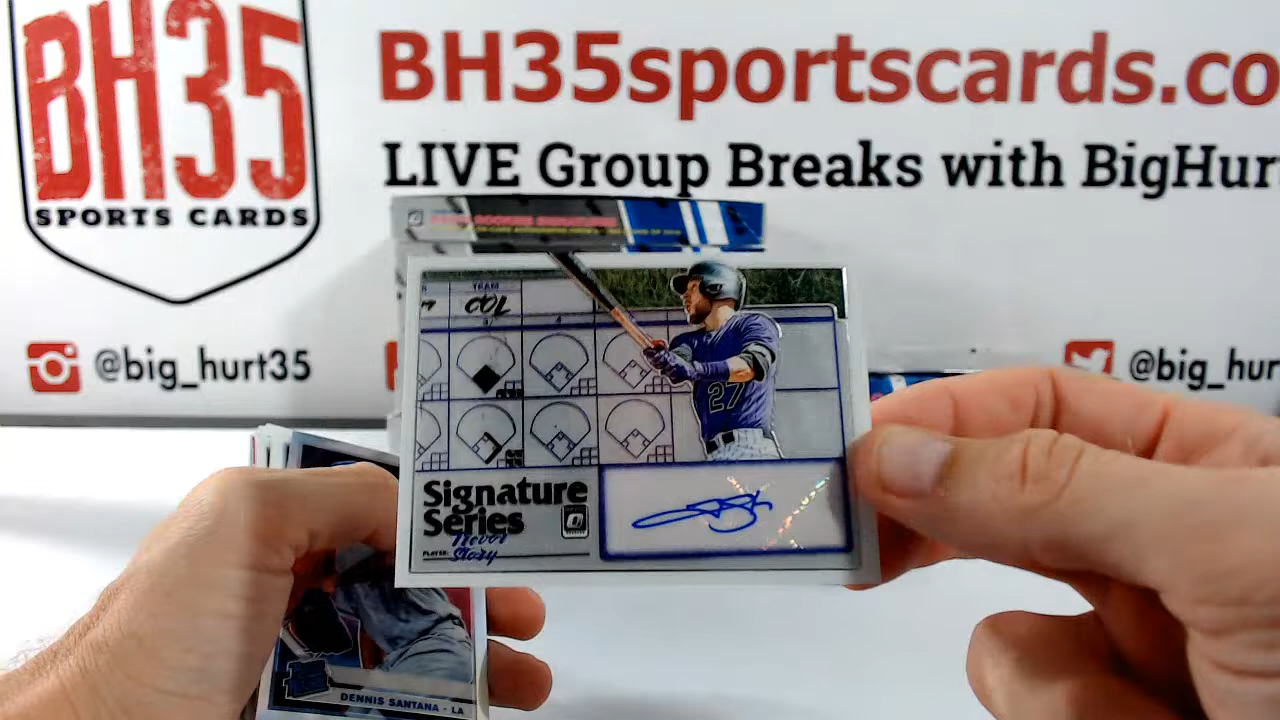 BH35
SPORTS CARDS
BH35sportscards.co
LIVE Group Breaks with BigHur
@big_hurt35
@big_hur
TEAM
COL
27
Signature
Series
PLAYER:
Trevor
Story
DENNIS SANTANA - LA